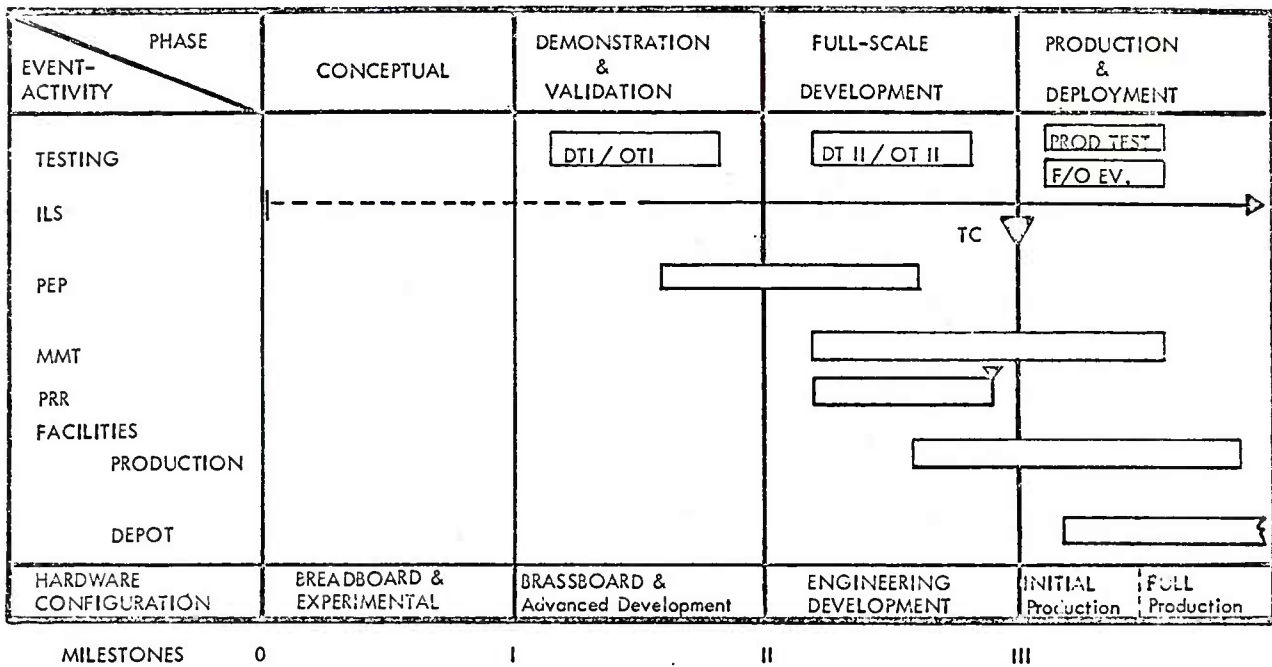 PHASE
EVENT-
ACTIVITY
CONCEPTUAL
DEMONSTRATION
&
VALIDATION
FULL-SCALE
DEVELOPMENT
PRODUCTION
&
DEPLOYMENT
TESTING
DTI / OTI
DT II / OT II
PROD TEST
F/O EV.
ILS
TC
PEP
MMT
PRR
FACILITIES
PRODUCTION
DEPOT
HARDWARE
CONFIGURATION
BREADBOARD &
EXPERIMENTAL
BRASSBOARD &
Advanced Development
ENGINEERING
DEVELOPMENT
INITIAL
Production
FULL
Production
MILESTONES 0 I II III